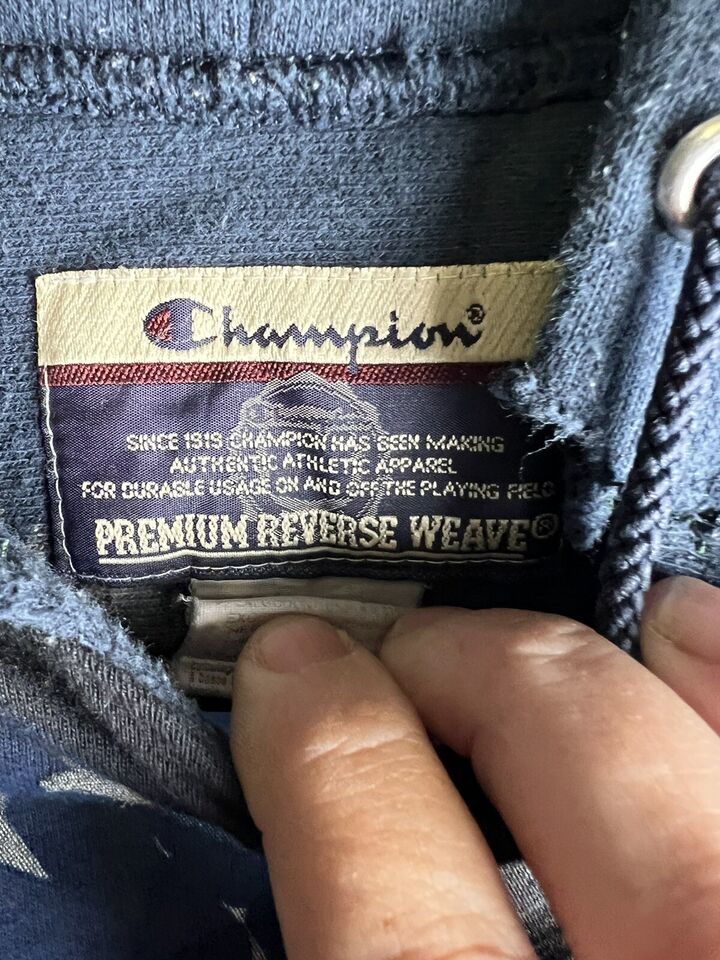 Champion®
SINCE 1919 CHAMPION HAS BEEN MAKING
AUTHENTIC ATHLETIC APPAREL
FOR DURABLE USAGE ON AND OFF THE PLAYING FIELD
PREMIUM REVERSE WEAVE®